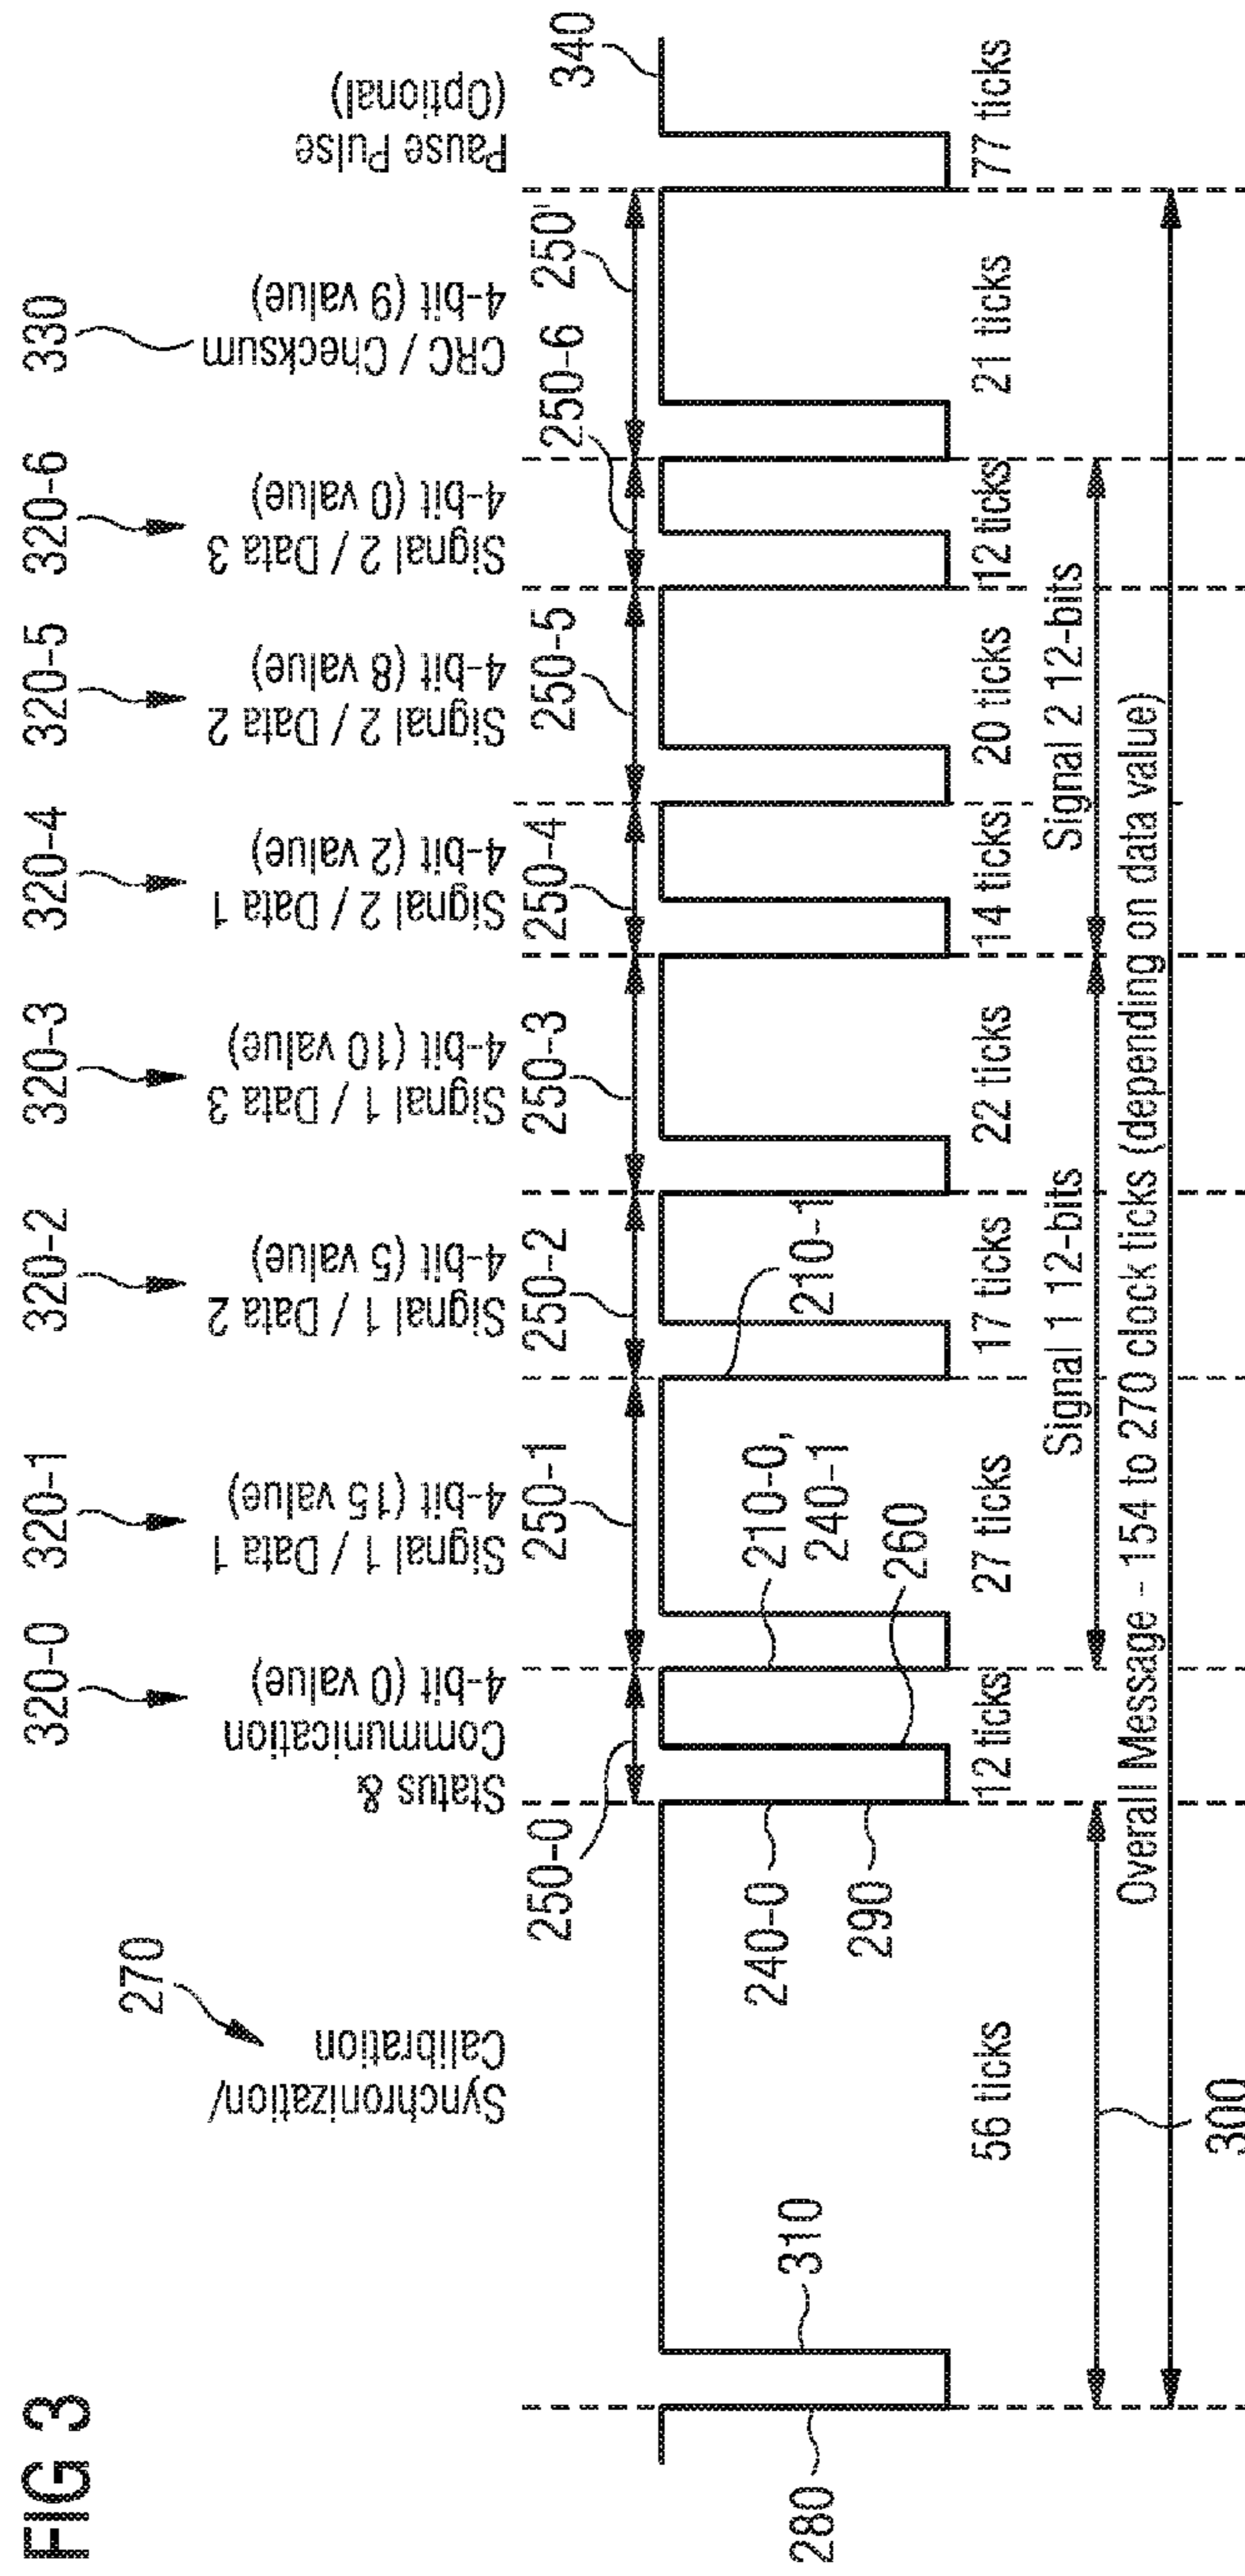 FIG 3
270
Synchronization/
Calibration
320-0
Status &
Communication
4-bit (0 value)
320-1
Signal 1 / Data 1
4-bit (15 value)
320-2
Signal 1 / Data 2
4-bit (5 value)
320-3
Signal 1 / Data 3
4-bit (10 value)
320-4
Signal 2 / Data 1
4-bit (2 value)
320-5
Signal 2 / Data 2
4-bit (8 value)
320-6
Signal 2 / Data 3
4-bit (0 value)
330
CRC / Checksum
4-bit (9 value)
Pause Pulse
(Optional)
250-0
250-1
250-2
250-3
250-4
250-5
250-6
250'
340
280
310
240-0
290
210-0,
240-1
260
210-1
56 ticks
12 ticks
27 ticks
17 ticks
22 ticks
14 ticks
20 ticks
12 ticks
21 ticks
77 ticks
Signal 1 12-bits
Signal 2 12-bits
Overall Message - 154 to 270 clock ticks (depending on data value)
300